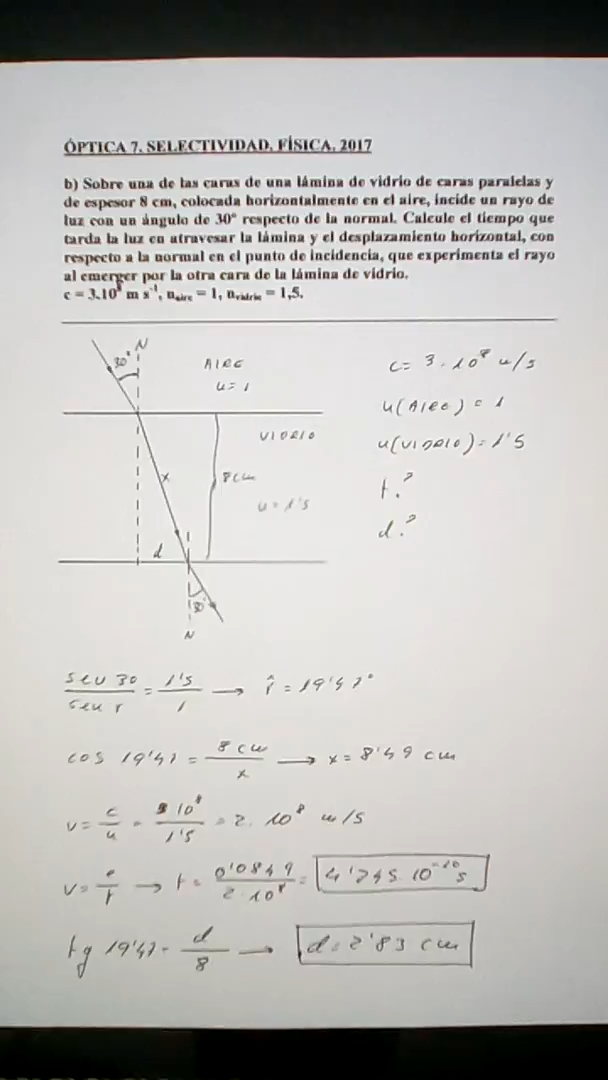 ÓPTICA 7. SELECTIVIDAD. FÍSICA. 2017
b) Sobre una de las caras de una lámina de vidrio de caras paralelas y
de espesor 8 cm, colocada horizontalmente en el aire, incide un rayo de
luz con un ángulo de 30º respecto de la normal. Calcule el tiempo que
tarda la luz en atravesar la lámina y el desplazamiento horizontal, con
respecto a la normal en el punto de incidencia, que experimenta el rayo
al emerger por la otra cara de la lámina de vidrio.
c = 3.10⁸ m s⁻¹, n_aire = 1, n_vidrio = 1,5.
30° N AIRE
n = 1
c = 3 · 10⁸ m/s
n(AIRE) = 1
VIDRIO
n(VIDRIO) = 1'5
x 8 cm
t ?
n = 1'5
d ?
d
30°
N
sen 30 / sen r = 1'5 / 1 → r̂ = 19'47°
cos 19'47 = 8 cm / x → x = 8'49 cm
v = c / n = 3 10⁸ / 1'5 = 2 · 10⁸ m/s
v = e / t → t = 0'0849 / 2 · 10⁸ = 4'245 · 10⁻¹⁰ s
tg 19'47 = d / 8 → d = 2'83 cm